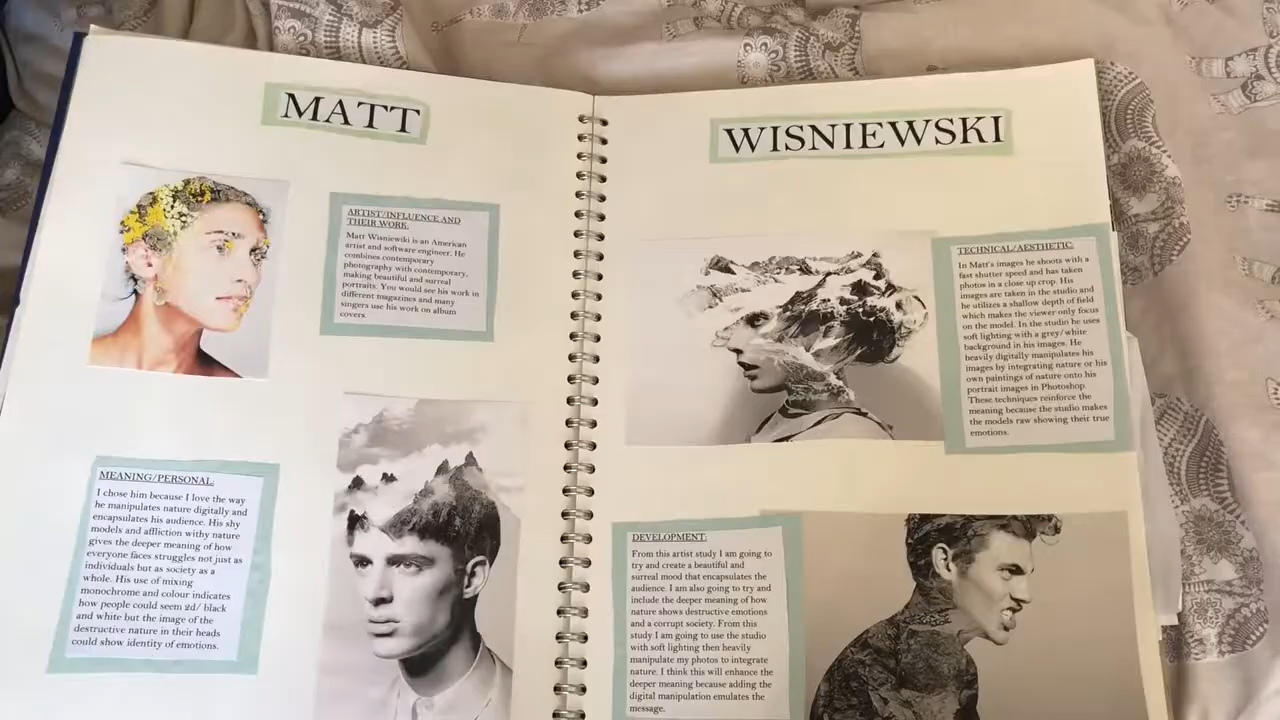 MATT
ARTIST/INFLUENCE AND
THEIR WORK:
Matt Wisniewiki is an American
artist and software engineer. He
combines contemporary
photography with contemporary,
making beautiful and surreal
portraits. You would see his work in
different magazines and many
singers use his work on album
covers.
MEANING/PERSONAL:
I chose him because I love the way
he manipulates nature digitally and
encapsulates his audience. His shy
models and affliction withy nature
gives the deeper meaning of how
everyone faces struggles not just as
individuals but as society as a
whole. His use of mixing
monochrome and colour indicates
how people could seem 2d/ black
and white but the image of the
destructive nature in their heads
could show identity of emotions.
WISNIEWSKI
TECHNICAL/AESTHETIC:
In Matt's images he shoots with a
fast shutter speed and has taken
photos in a close up crop. His
images are taken in the studio and
he utilizes a shallow depth of field
which makes the viewer only focus
on the model. In the studio he uses
soft lighting with a grey/white
background in his images. He
heavily digitally manipulates his
images by integrating nature or his
own paintings of nature onto his
portrait images in Photoshop.
These techniques reinforce the
meaning because the studio makes
the models raw showing their true
emotions.
DEVELOPMENT:
From this artist study I am going to
try and create a beautiful and
surreal mood that encapsulates the
audience. I am also going to try and
include the deeper meaning of how
nature shows destructive emotions
and a corrupt society. From this
study I am going to use the studio
with soft lighting then heavily
manipulate my photos to integrate
nature. I think this will enhance the
deeper meaning because adding the
digital manipulation emulates the
message.